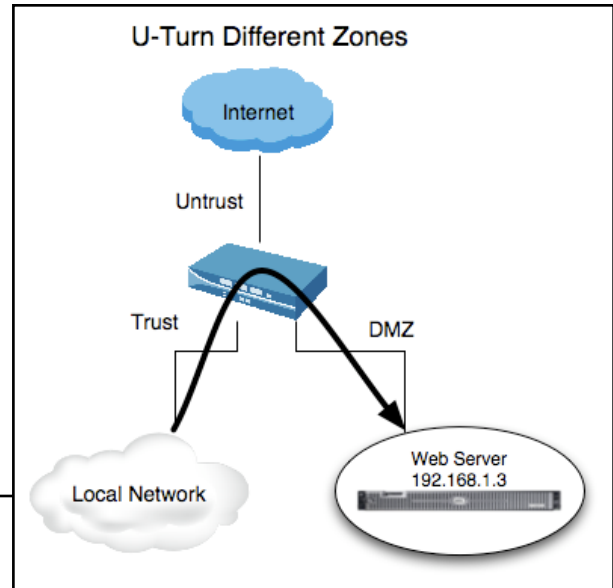 U-Turn Different Zones
Internet
Untrust
Trust
DMZ
Local Network
Web Server
192.168.1.3